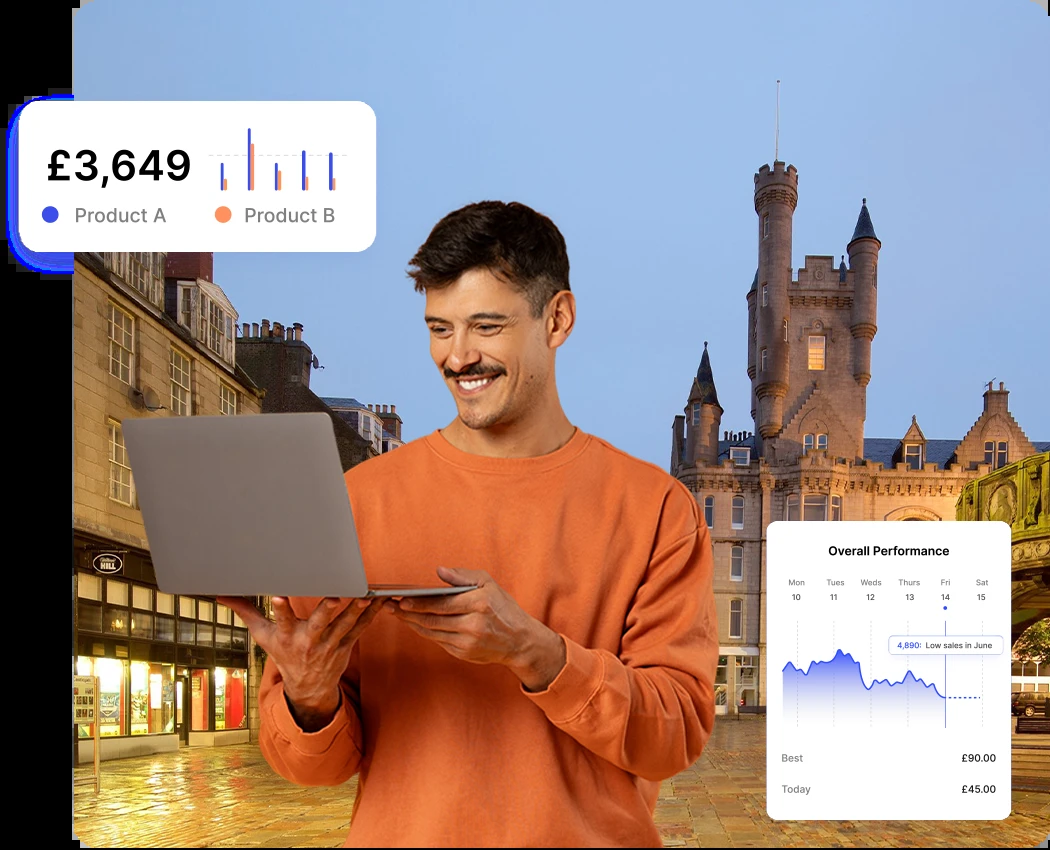 £3,649
Product A
Product B
HILL
Overall Performance
Mon Tues Weds Thurs Fri Sat
10 11 12 13 14 15
4,890: Low sales in June
Best £90.00
Today £45.00